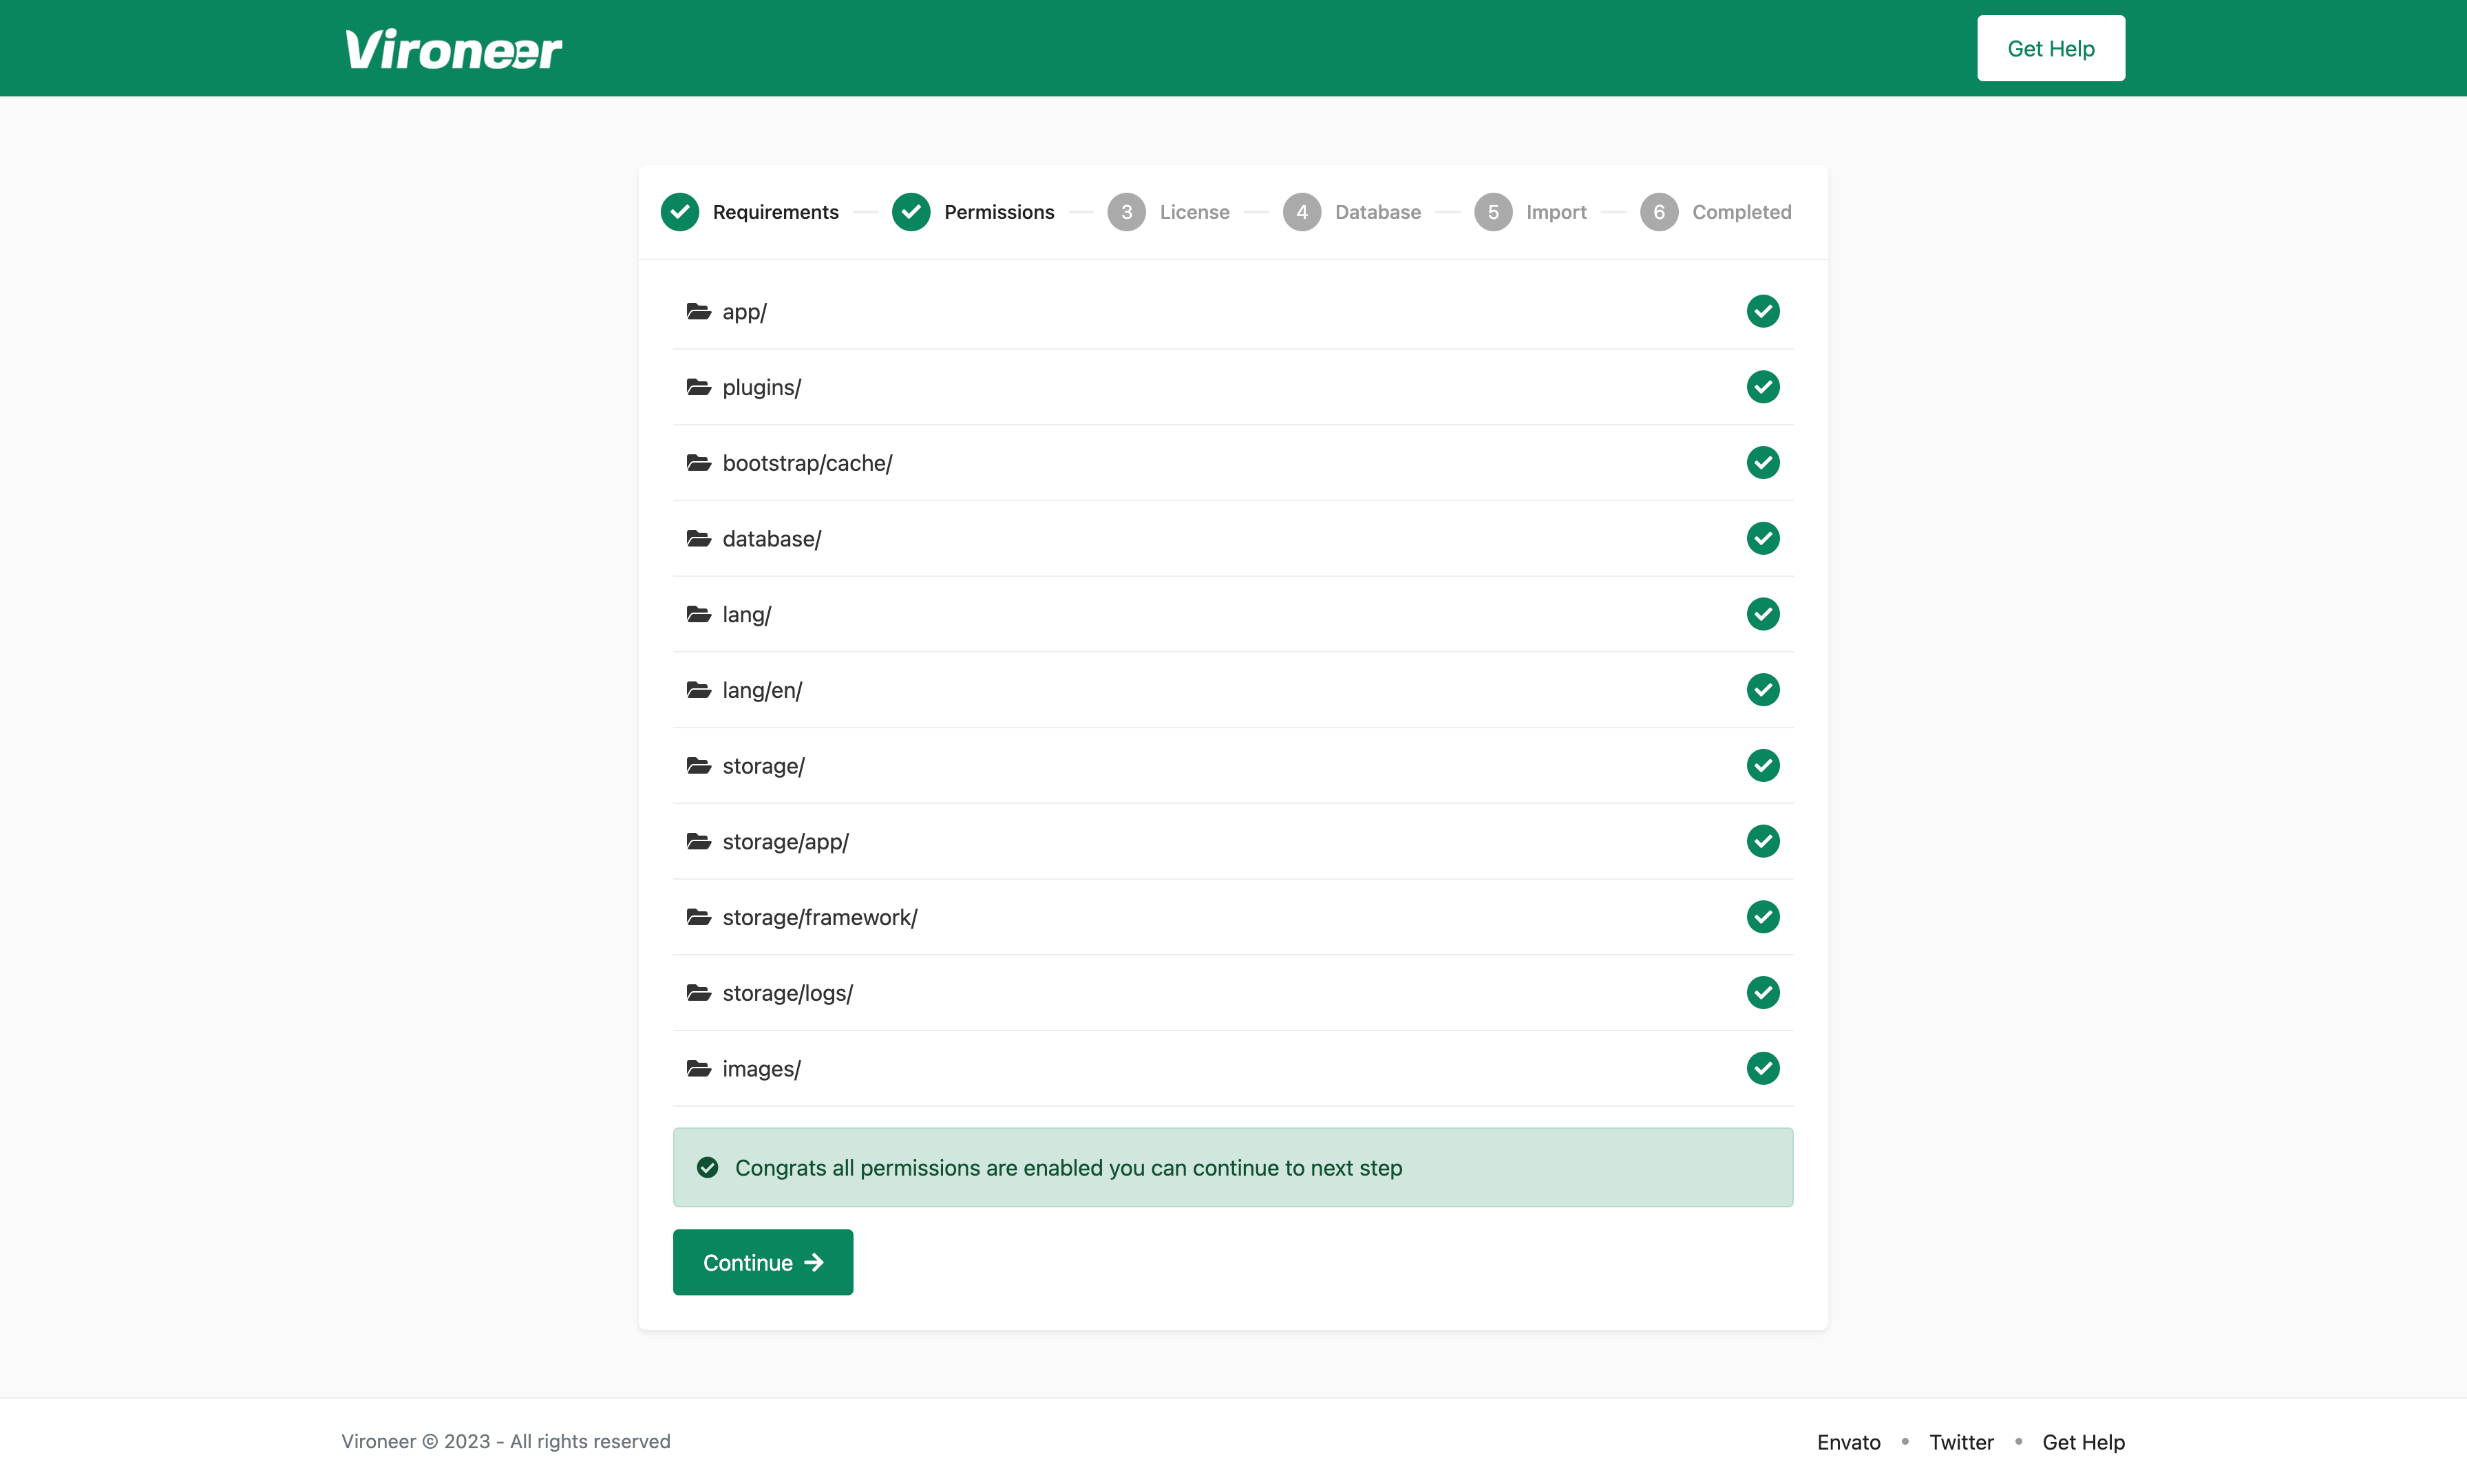 Vironeer
Get Help
Requirements
Permissions
3 License
4 Database
5 Import
6 Completed
app/
plugins/
bootstrap/cache/
database/
lang/
lang/en/
storage/
storage/app/
storage/framework/
storage/logs/
images/
Congrats all permissions are enabled you can continue to next step
Continue
Vironeer © 2023 - All rights reserved
Envato • Twitter • Get Help